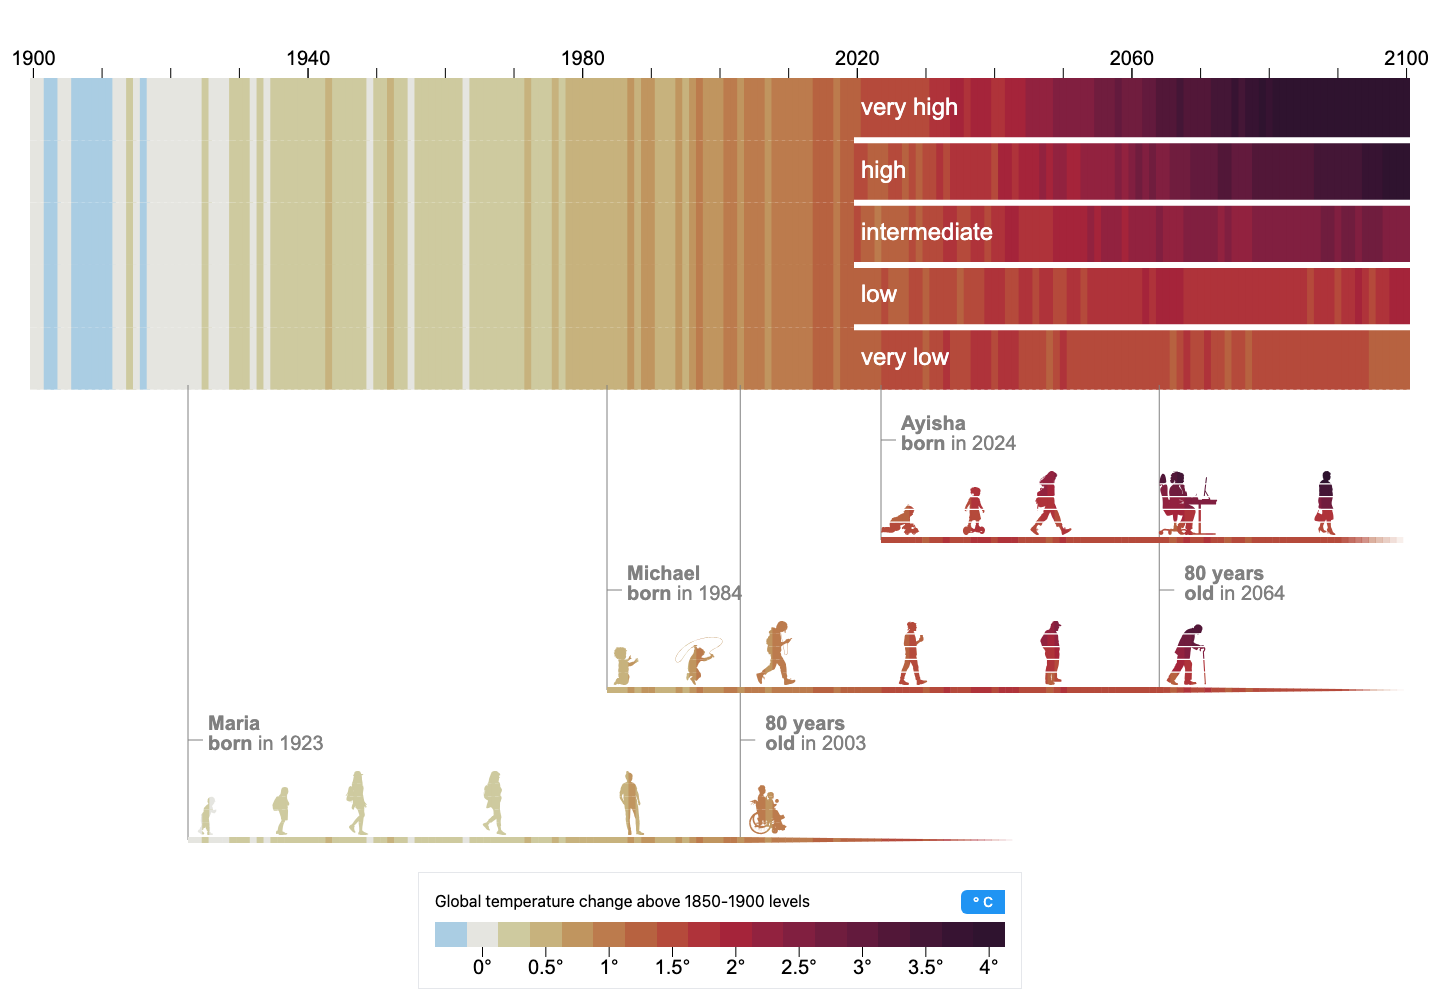 1900 1940 1980 2020 2060 2100
very high
high
intermediate
low
very low
Ayisha
born in 2024
Michael
born in 1984
80 years
old in 2064
Maria
born in 1923
80 years
old in 2003
Global temperature change above 1850-1900 levels
° C
0° 0.5° 1° 1.5° 2° 2.5° 3° 3.5° 4°